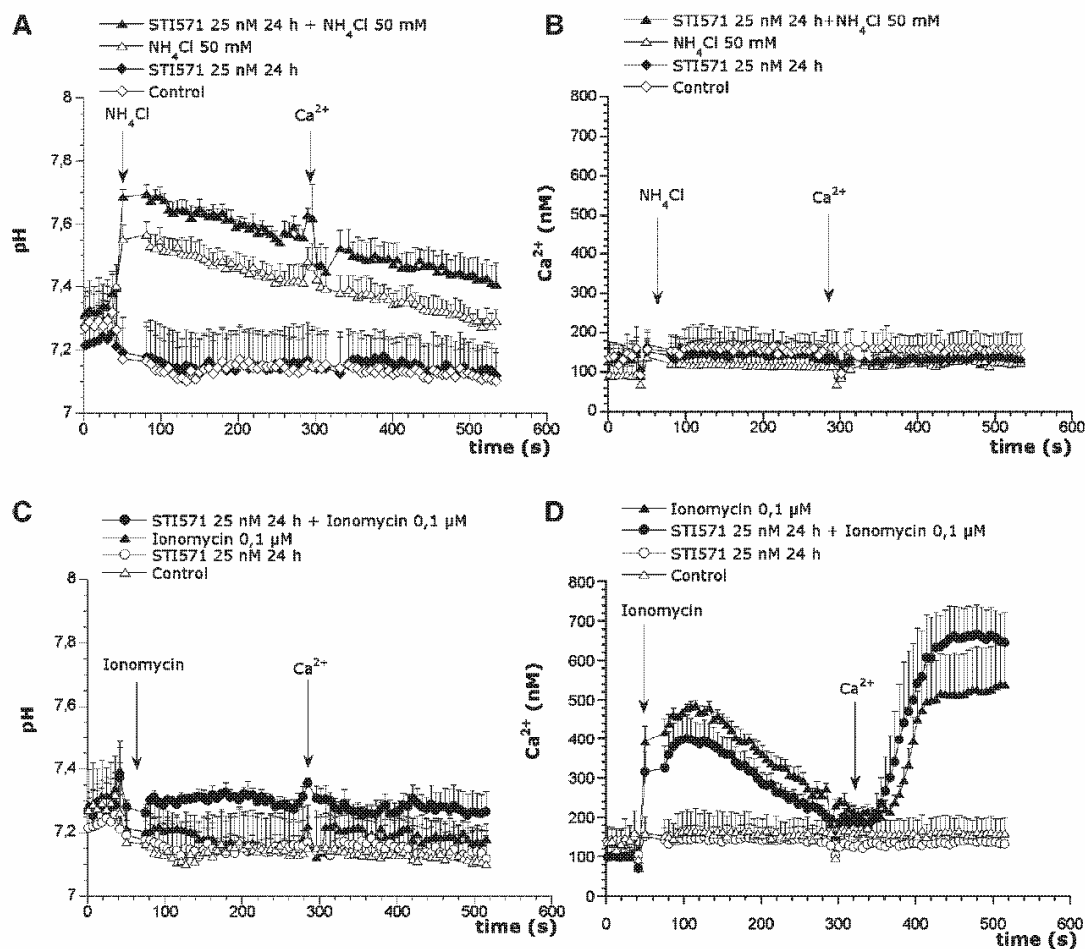 A
STI571 25 nM 24 h + NH4Cl 50 mM
NH4Cl 50 mM
STI571 25 nM 24 h
Control
8
7,8
7,6
7,4
7,2
7
pH
NH4Cl
Ca2+
0 100 200 300 400 500 600
time (s)
B
STI571 25 nM 24 h+NH4Cl 50 mM
NH4Cl 50 mM
STI571 25 nM 24 h
Control
800
700
600
500
400
300
200
100
0
Ca2+ (nM)
NH4Cl
Ca2+
0 100 200 300 400 500 600
time (s)
C
STI571 25 nM 24 h + Ionomycin 0,1 µM
Ionomycin 0,1 µM
STI571 25 nM 24 h
Control
8
7,8
7,6
7,4
7,2
7
pH
Ionomycin
Ca2+
0 100 200 300 400 500 600
time (s)
D
Ionomycin 0,1 µM
STI571 25 nM 24 h + Ionomycin 0,1 µM
STI571 25 nM 24 h
Control
800
700
600
500
400
300
200
100
0
Ca2+ (nM)
Ionomycin
Ca2+
0 100 200 300 400 500 600
time (s)